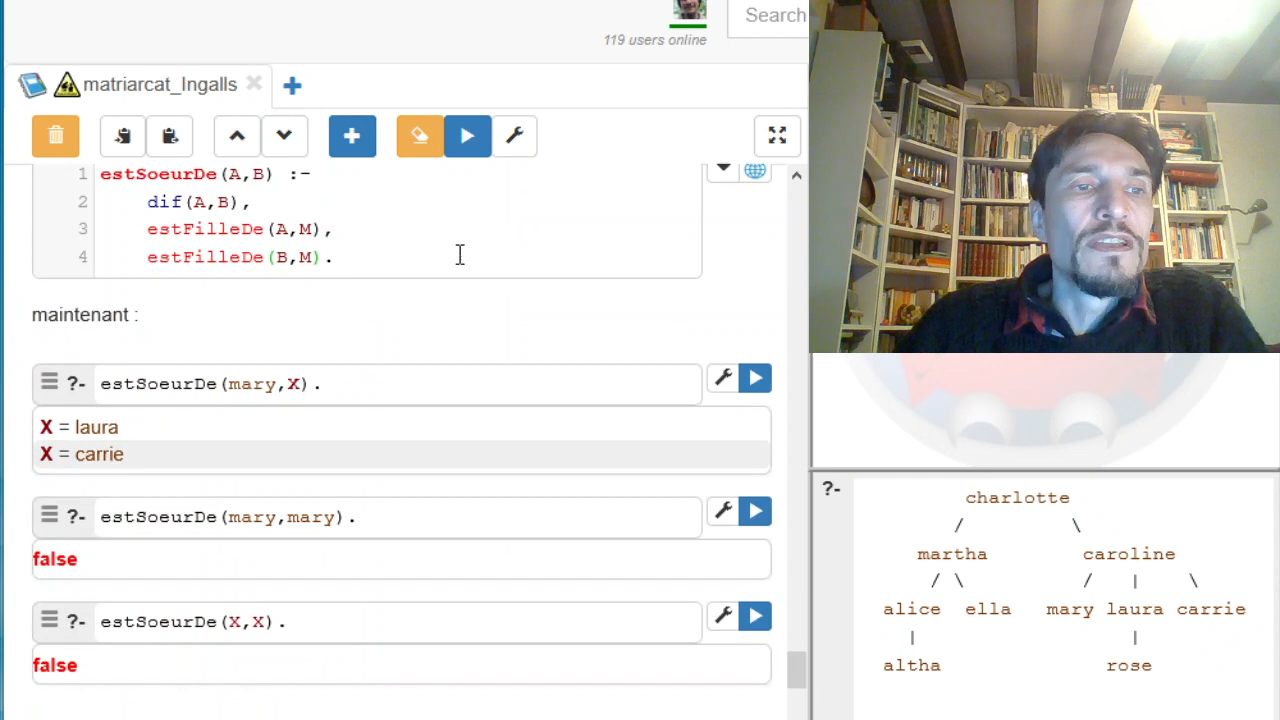 Search
119 users online
matriarcat_Ingalls
1 estSoeurDe(A,B) :-
2 dif(A,B),
3 estFilleDe(A,M),
4 estFilleDe(B,M).
maintenant :
?- estSoeurDe(mary,X).
X = laura
X = carrie
?- estSoeurDe(mary,mary).
false
?- estSoeurDe(X,X).
false
?- charlotte
/ \
martha caroline
/ \ / | \
alice ella mary laura carrie
| |
altha rose